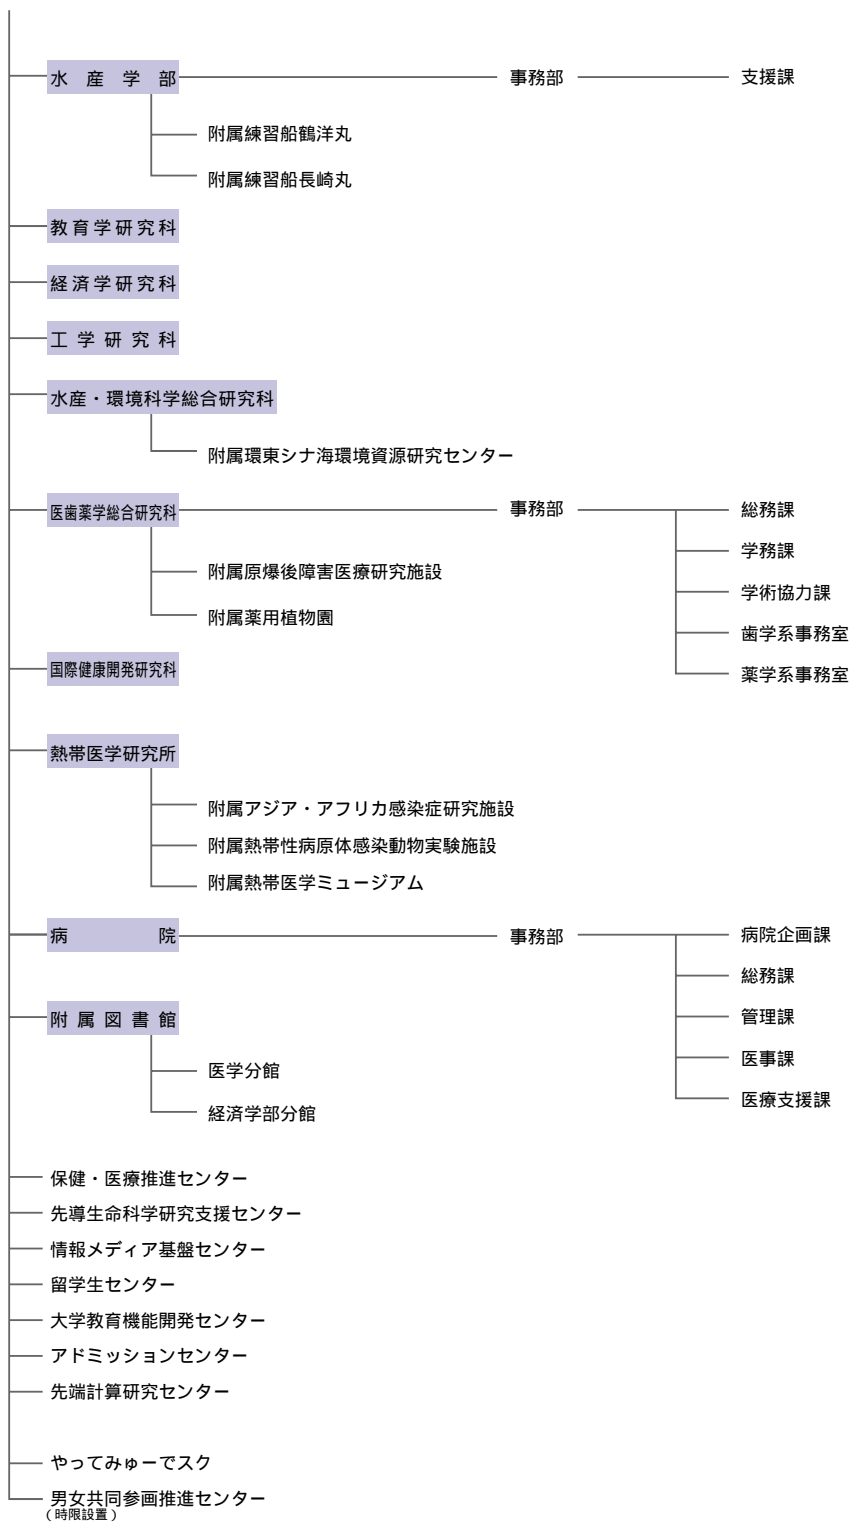 水産学部 事務部 支援課
附属練習船鶴洋丸
附属練習船長崎丸
教育学研究科
経済学研究科
工学研究科
水産・環境科学総合研究科
附属環東シナ海環境資源研究センター
医歯薬学総合研究科 事務部 総務課
学務課
附属原爆後障害医療研究施設
学術協力課
附属薬用植物園
歯学系事務室
国際健康開発研究科
薬学系事務室
熱帯医学研究所
附属アジア・アフリカ感染症研究施設
附属熱帯性病原体感染動物実験施設
附属熱帯医学ミュージアム
病院 事務部 病院企画課
総務課
附属図書館 管理課
医事課
医学分館
医療支援課
経済学部分館
保健・医療推進センター
先導生命科学研究支援センター
情報メディア基盤センター
留学生センター
大学教育機能開発センター
アドミッションセンター
先端計算研究センター
やってみゅーでスク
男女共同参画推進センター
(時限設置)